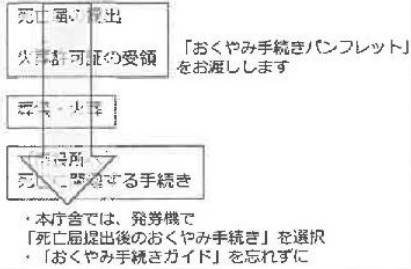 死亡届の提出
火葬許可証の受領
「おくやみ手続きパンフレット」
をお渡しします
葬儀・火葬
役所
死亡に関連する手続き
・本庁舎では、発券機で
「死亡届提出後のおくやみ手続き」を選択
・「おくやみ手続きガイド」を忘れずに